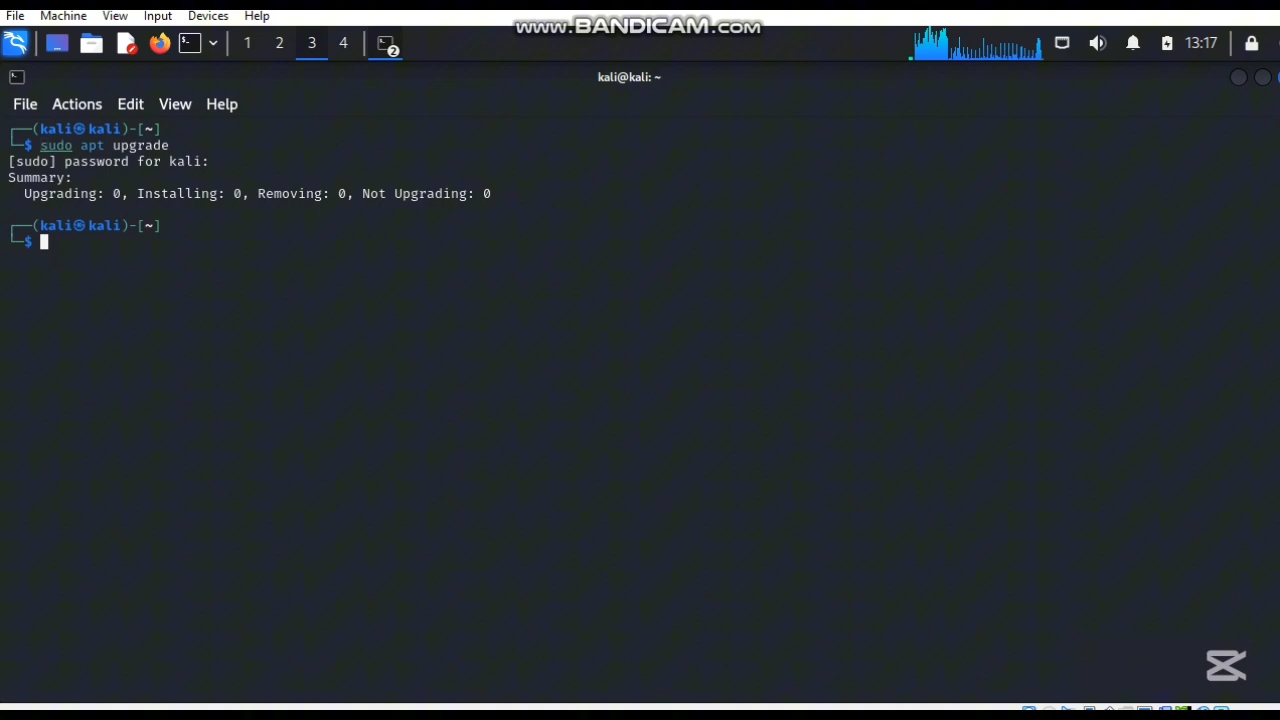 File Machine View Input Devices Help
www.BANDICAM.com
1 2 3 4 2 13:17
kali@kali: ~
File Actions Edit View Help
┌──(kali㉿kali)-[~]
└─$ sudo apt upgrade
[sudo] password for kali:
Summary:
  Upgrading: 0, Installing: 0, Removing: 0, Not Upgrading: 0
┌──(kali㉿kali)-[~]
└─$